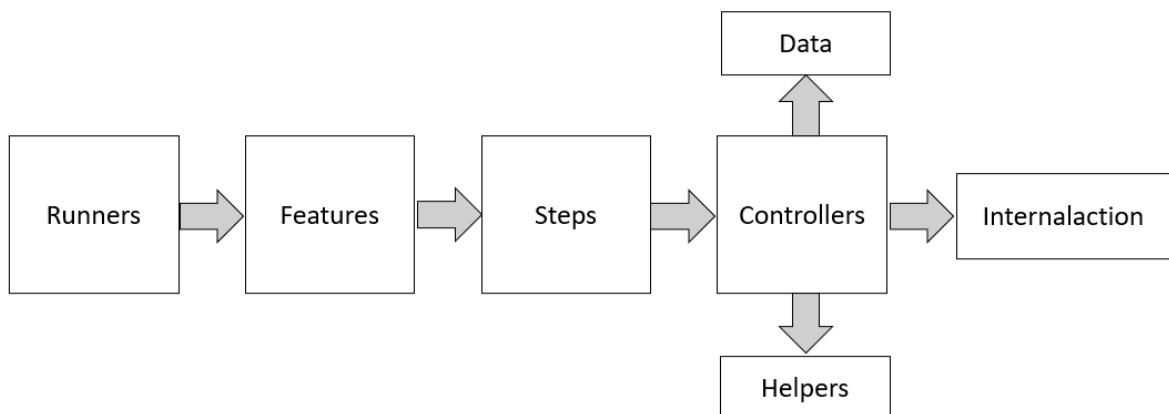 Data
Runners
Features
Steps
Controllers
Internalaction
Helpers